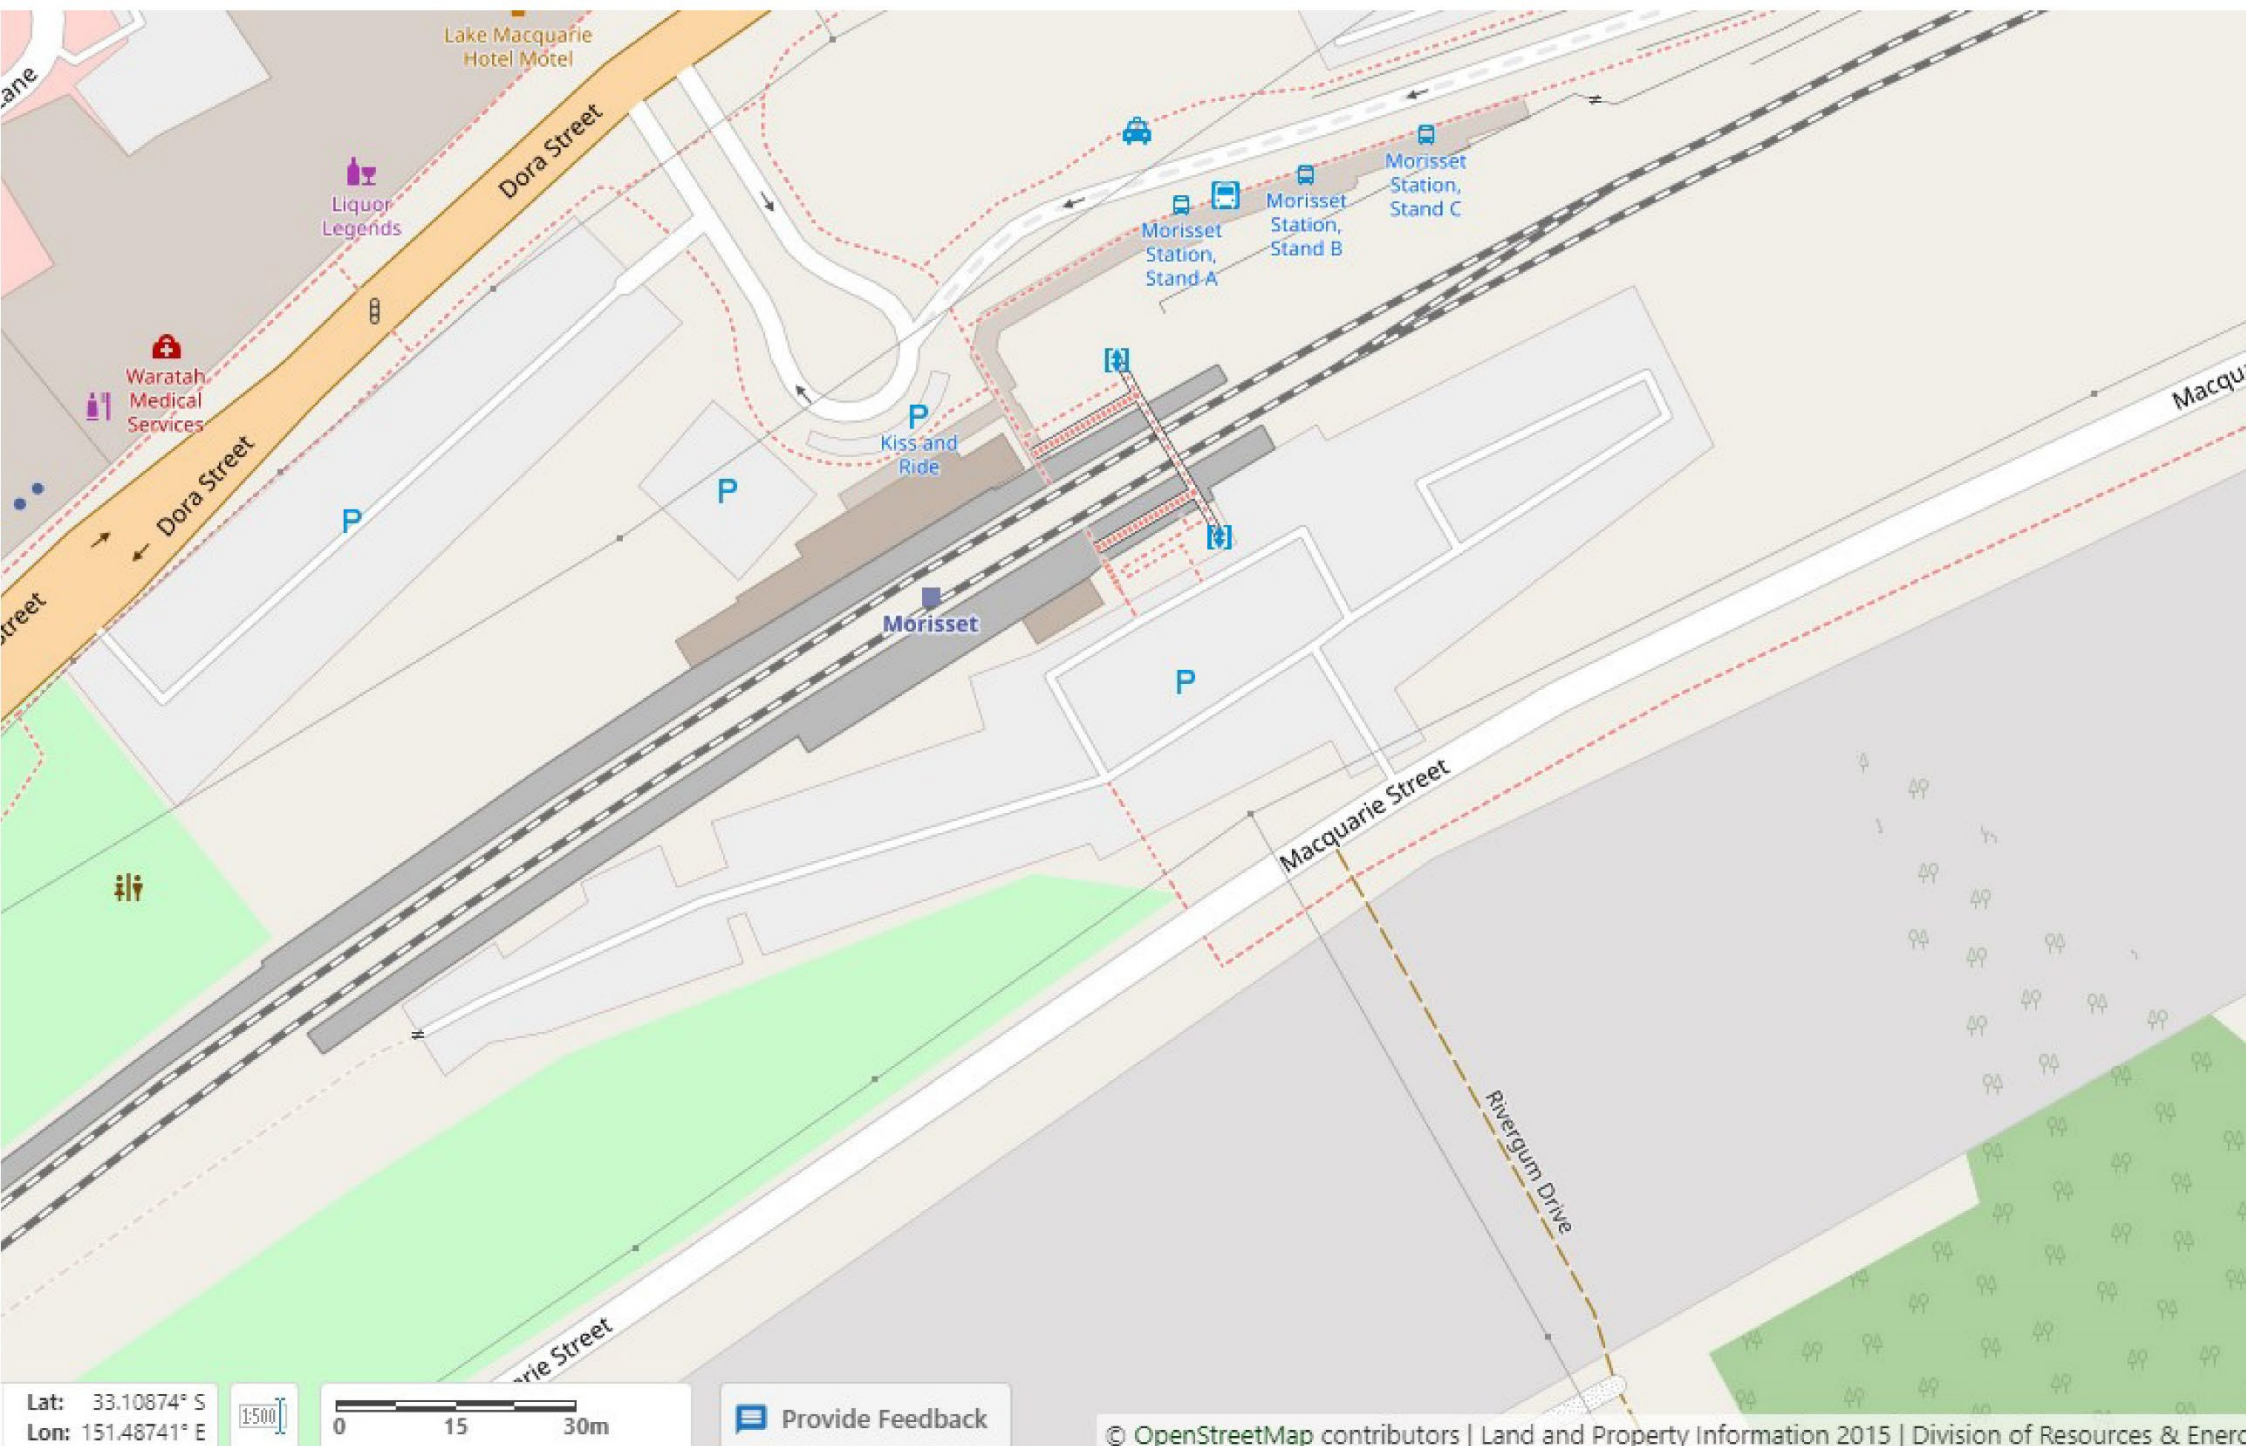 Lake Macquarie
Hotel Motel
Lane
Dora Street
Liquor
Legends
Morisset
Station,
Stand A
Morisset
Station,
Stand B
Morisset
Station,
Stand C
Waratah
Medical
Services
P
Kiss and
Ride
P
P
Dora Street
Street
Morisset
P
Macqu
Macquarie Street
Rivergum Drive
rie Street
Lat: 33.10874° S
Lon: 151.48741° E
1:500
0 15 30m
Provide Feedback
© OpenStreetMap contributors | Land and Property Information 2015 | Division of Resources & Energ